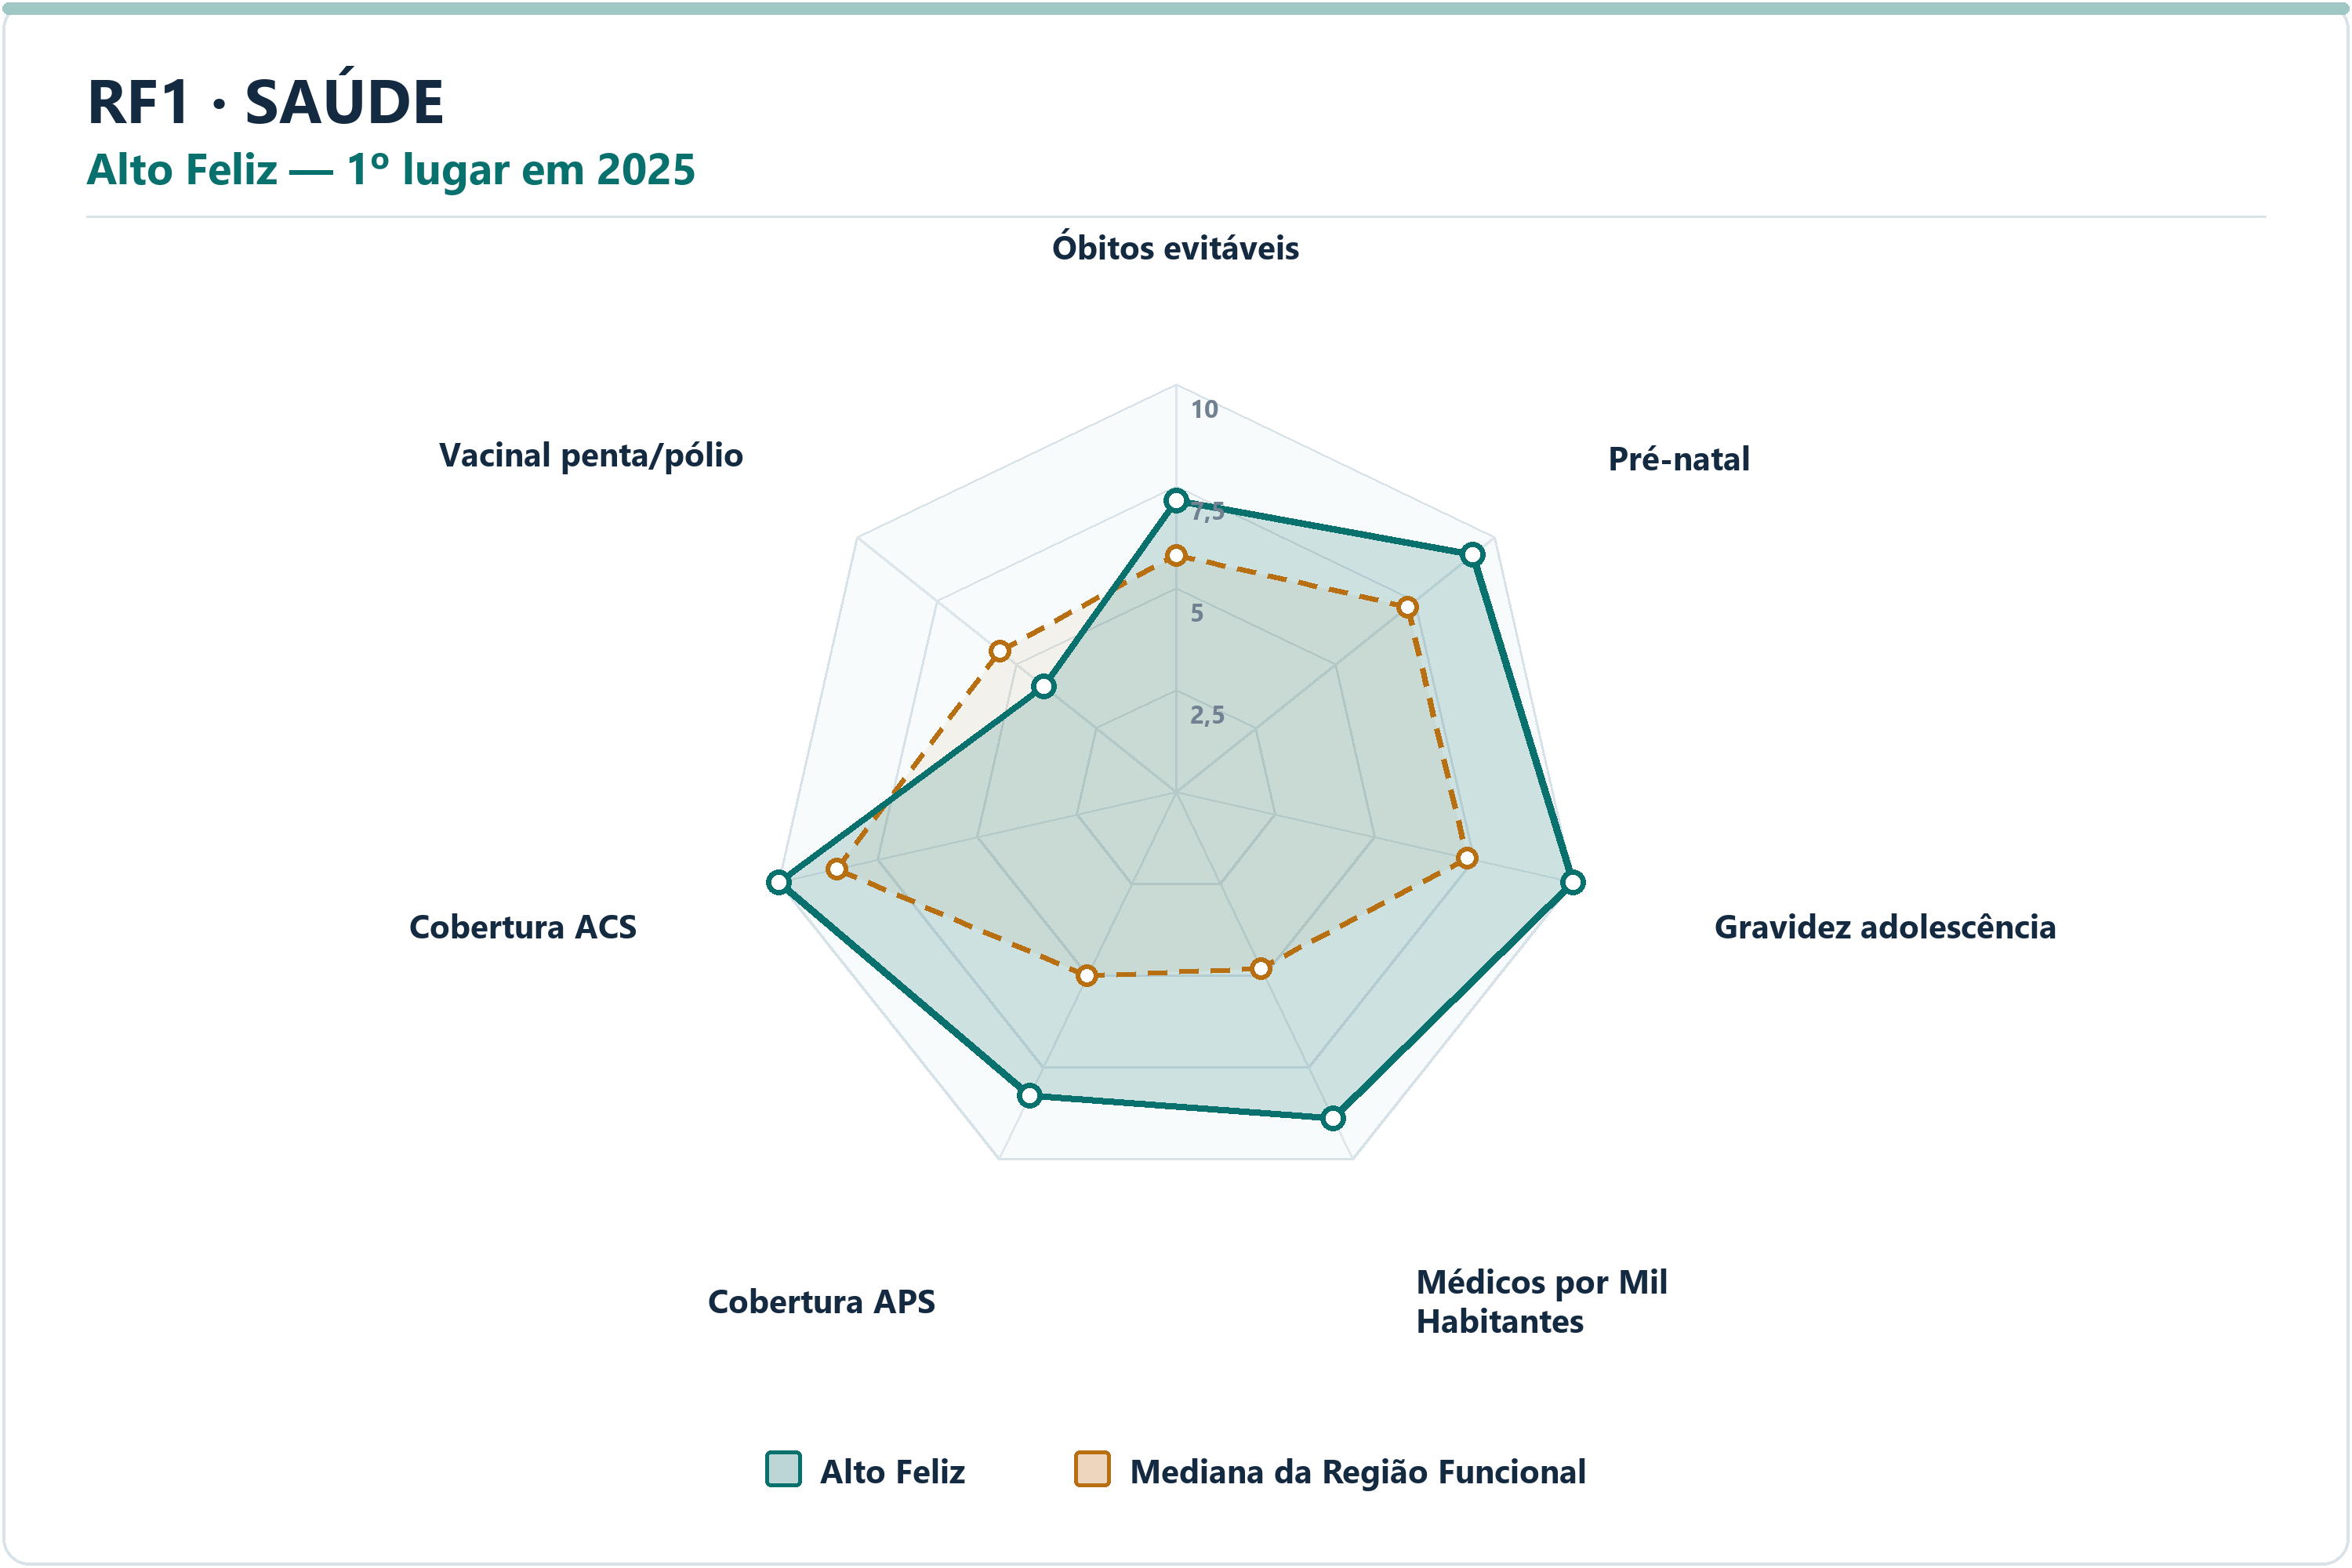 RF1 · SAÚDE
Alto Feliz — 1º lugar em 2025
Óbitos evitáveis
10
Vacinal penta/pólio
Pré-natal
7,5
5
2,5
Cobertura ACS
Gravidez adolescência
Médicos por Mil
Habitantes
Cobertura APS
Alto Feliz
Mediana da Região Funcional